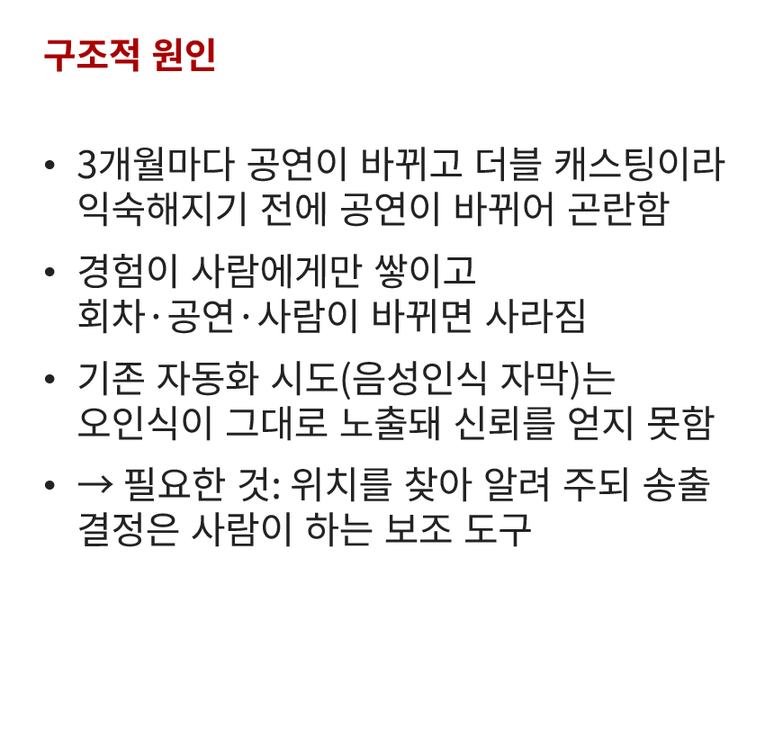 구조적 원인
• 3개월마다 공연이 바뀌고 더블 캐스팅이라
익숙해지기 전에 공연이 바뀌어 곤란함
• 경험이 사람에게만 쌓이고
회차·공연·사람이 바뀌면 사라짐
• 기존 자동화 시도(음성인식 자막)는
오인식이 그대로 노출돼 신뢰를 얻지 못함
• → 필요한 것: 위치를 찾아 알려 주되 송출
결정은 사람이 하는 보조 도구